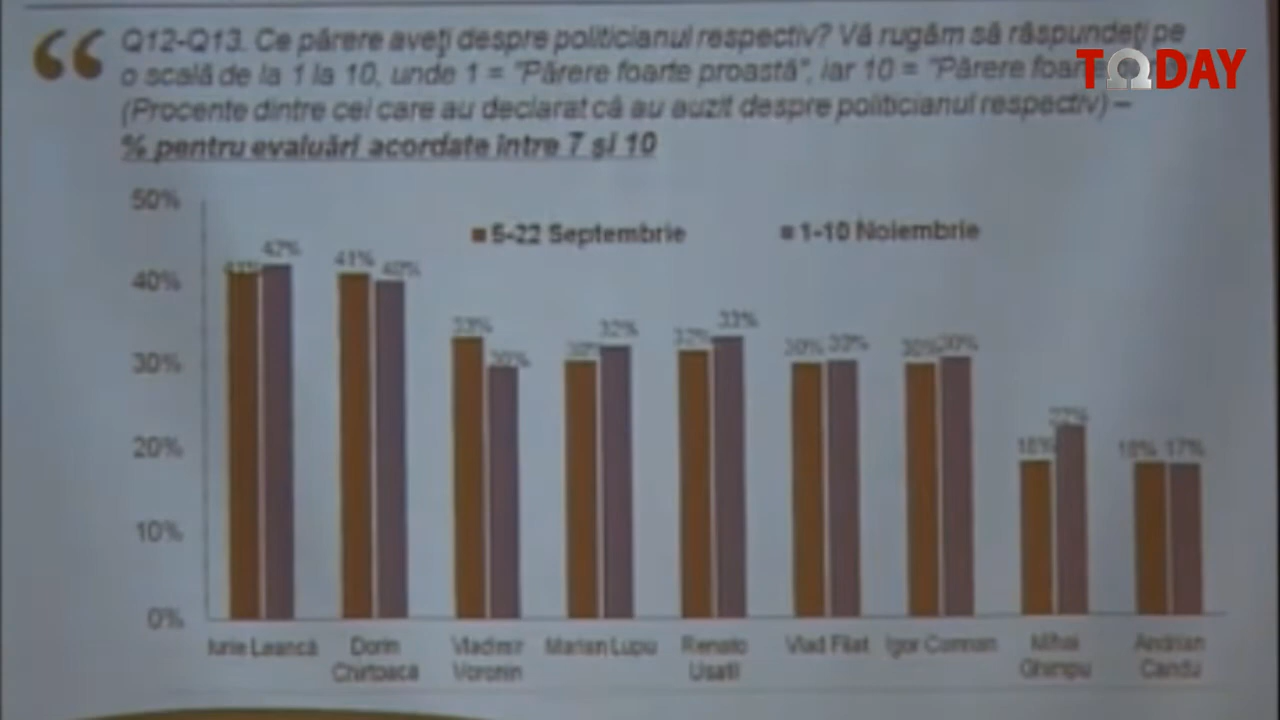 Q12-Q13. Ce părere aveţi despre politicianul respectiv? Vă rugăm să răspundeţi pe
o scală de la 1 la 10, unde 1 = "Părere foarte proastă", iar 10 = "Părere
TODAY
(Procente dintre cei care au declarat că au auzit despre politicianul respectiv) –
% pentru evaluări acordate între 7 şi 10
50%
5-22 Septembrie 1-10 Noiembrie
41% 42% 41% 40% 33% 30% 32% 32% 33% 30% 30% 30% 18% 22% 18% 17%
40%
30%
20%
10%
0%
Iurie Leancă Dorin Vladimir Marian Lupu Renato Vlad Filat Igor Corman Mihai Andrian
Chirtoaca Voronin Usatîi Ghimpu Candu